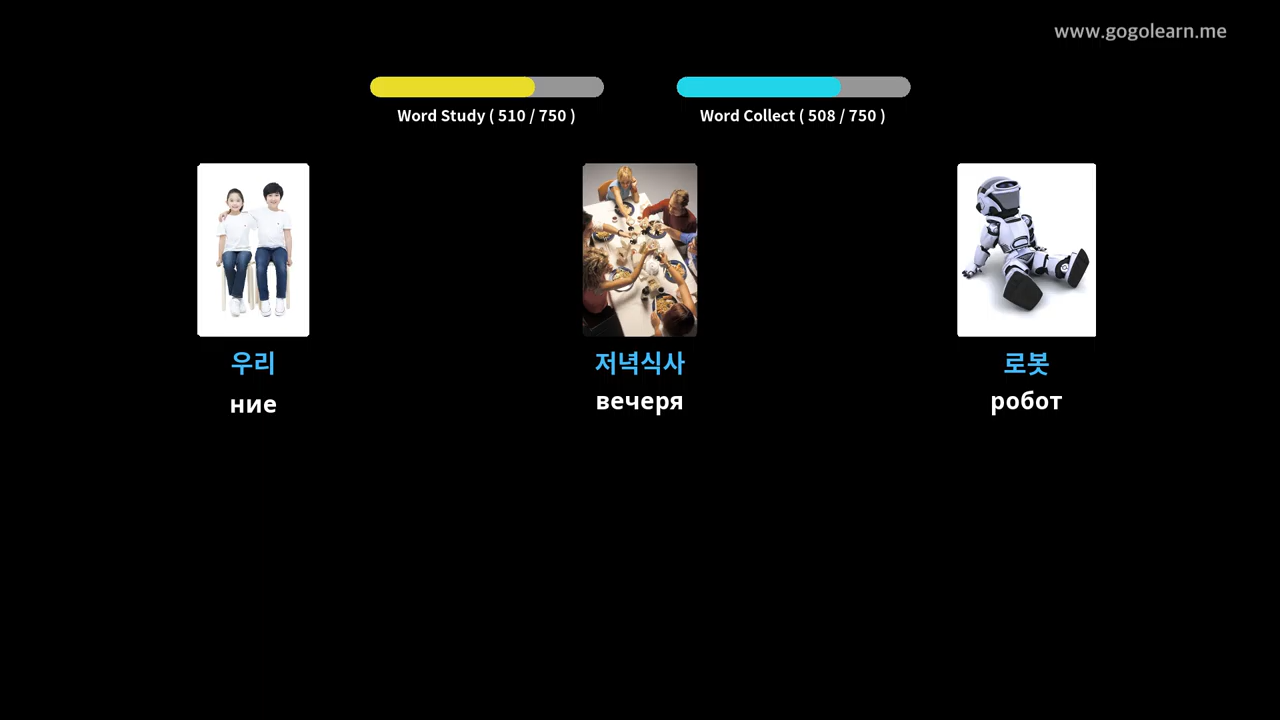 www.gogolearn.me
Word Study ( 510 / 750 )
Word Collect ( 508 / 750 )
우리
ние
저녁식사
вечеря
로봇
робот